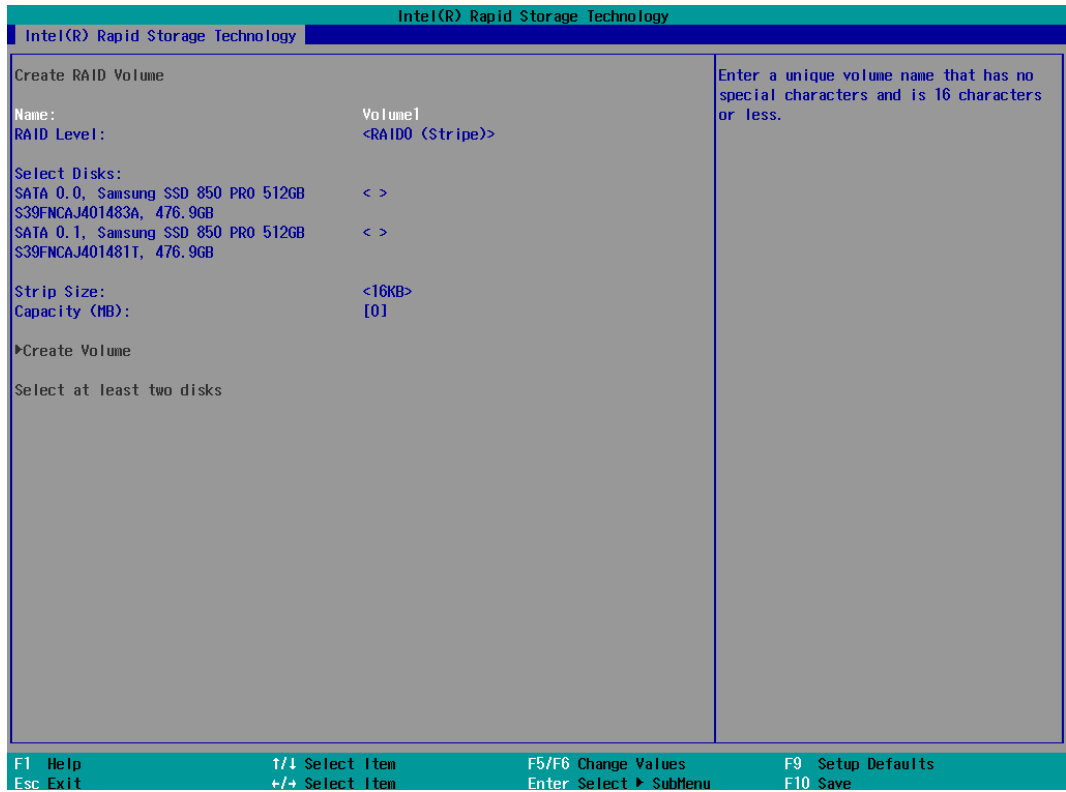 Intel(R) Rapid Storage Technology
Intel(R) Rapid Storage Technology
Create RAID Volume
Name: Volume1
RAID Level: <RAID0 (Stripe)>
Select Disks:
SATA 0.0, Samsung SSD 850 PRO 512GB < >
S39FNCAJ401483A, 476.9GB
SATA 0.1, Samsung SSD 850 PRO 512GB < >
S39FNCAJ401481T, 476.9GB
Strip Size: <16KB>
Capacity (MB): [0]
▶Create Volume
Select at least two disks
Enter a unique volume name that has no
special characters and is 16 characters
or less.
F1 Help ↑/↓ Select Item F5/F6 Change Values F9 Setup Defaults
Esc Exit ←/→ Select Item Enter Select ▶ SubMenu F10 Save